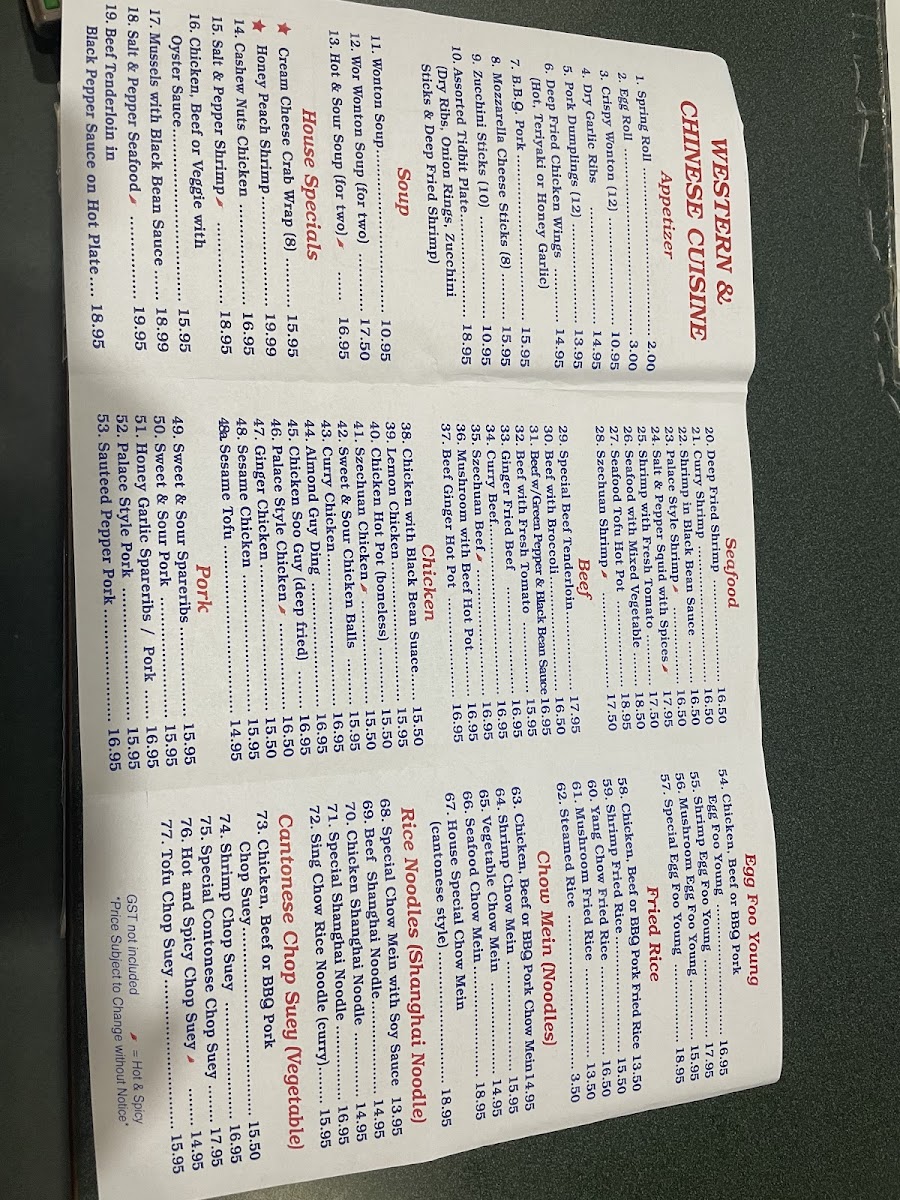 WESTERN &
CHINESE CUISINE
Appetizer
1. Spring Roll ........ 2.00
2. Egg Roll ........ 3.00
3. Crispy Wonton (12) ........ 10.95
4. Dry Garlic Ribs ........ 14.95
5. Pork Dumplings (12) ........ 13.95
6. Deep Fried Chicken Wings ........ 14.95
(Hot, Teriyaki or Honey Garlic)
7. B.B.Q. Pork ........ 15.95
8. Mozzarella Cheese Sticks (8) ........ 15.95
9. Zucchini Sticks (10) ........ 10.95
10. Assorted Tidbit Plate ........ 18.95
(Dry Ribs, Onion Rings, Zucchini
Sticks & Deep Fried Shrimp)
Soup
11. Wonton Soup ........ 10.95
12. Wor Wonton Soup (for two) ........ 17.50
13. Hot & Sour Soup (for two) ........ 16.95
House Specials
★ Cream Cheese Crab Wrap (8) ........ 15.95
★ Honey Peach Shrimp ........ 19.99
14. Cashew Nuts Chicken ........ 16.95
15. Salt & Pepper Shrimp ........ 18.95
16. Chicken, Beef or Veggie with
Oyster Sauce ........ 15.95
17. Mussels with Black Bean Sauce ........ 18.99
18. Salt & Pepper Seafood ........ 19.95
19. Beef Tenderloin in
Black Pepper Sauce on Hot Plate .... 18.95
Seafood
20. Deep Fried Shrimp ........ 16.50
21. Curry Shrimp ........ 16.50
22. Shrimp in Black Bean Sauce ........ 16.50
23. Palace Style Shrimp ........ 16.50
24. Salt & Pepper Squid with Spices 17.95
25. Shrimp with Fresh Tomato ........ 17.50
26. Seafood with Mixed Vegetable ........ 18.50
27. Seafood Tofu Hot Pot ........ 18.95
28. Szechuan Shrimp ........ 17.50
Beef
29. Special Beef Tenderloin ........ 17.95
30. Beef with Broccoli ........ 16.50
31. Beef w/Green Pepper & Black Bean Sauce 16.95
32. Beef with Fresh Tomato ........ 15.95
33. Ginger Fried Beef ........ 16.95
34. Curry Beef ........ 16.95
35. Szechuan Beef ........ 16.95
36. Mushroom with Beef Hot Pot ........ 16.95
37. Beef Ginger Hot Pot ........ 16.95
Chicken
38. Chicken with Black Bean Suace .... 15.50
39. Lemon Chicken ........ 15.95
40. Chicken Hot Pot (boneless) ........ 15.50
41. Szechuan Chicken ........ 15.50
42. Sweet & Sour Chicken Balls ........ 15.95
43. Curry Chicken ........ 16.95
44. Almond Guy Ding ........ 16.95
45. Chicken Soo Guy (deep fried) ........ 16.95
46. Palace Style Chicken ........ 16.50
47. Ginger Chicken ........ 15.50
48. Sesame Chicken ........ 15.95
48a Sesame Tofu ........ 14.95
Pork
49. Sweet & Sour Spareribs ........ 15.95
50. Sweet & Sour Pork ........ 15.95
51. Honey Garlic Spareribs / Pork ..... 16.95
52. Palace Style Pork ........ 15.95
53. Sauteed Pepper Pork ........ 16.95
Egg Foo Young
54. Chicken, Beef or BBQ Pork
Egg Foo Young ........ 16.95
55. Shrimp Egg Foo Young ........ 17.95
56. Mushroom Egg Foo Young ........ 15.95
57. Special Egg Foo Young ........ 18.95
Fried Rice
58. Chicken, Beef or BBQ Pork Fried Rice 13.50
59. Shrimp Fried Rice ........ 15.50
60. Yang Chow Fried Rice ........ 16.50
61. Mushroom Fried Rice ........ 13.50
62. Steamed Rice ........ 3.50
Chow Mein (Noodles)
63. Chicken, Beef or BBQ Pork Chow Mein 14.95
64. Shrimp Chow Mein ........ 15.95
65. Vegetable Chow Mein ........ 14.95
66. Seafood Chow Mein ........ 18.95
67. House Special Chow Mein
(cantonese style) ........ 18.95
Rice Noodles (Shanghai Noodle)
68. Special Chow Mein with Soy Sauce 13.95
69. Beef Shanghai Noodle ........ 14.95
70. Chicken Shanghai Noodle ........ 14.95
71. Special Shanghai Noodle ........ 16.95
72. Sing Chow Rice Noodle (curry) ...... 15.95
Cantonese Chop Suey (Vegetable)
73. Chicken, Beef or BBQ Pork
Chop Suey ........ 15.50
74. Shrimp Chop Suey ........ 16.95
75. Special Contonese Chop Suey ........ 17.95
76. Hot and Spicy Chop Suey ........ 14.95
77. Tofu Chop Suey ........ 15.95
GST not included = Hot & Spicy
*Price Subject to Change without Notice*